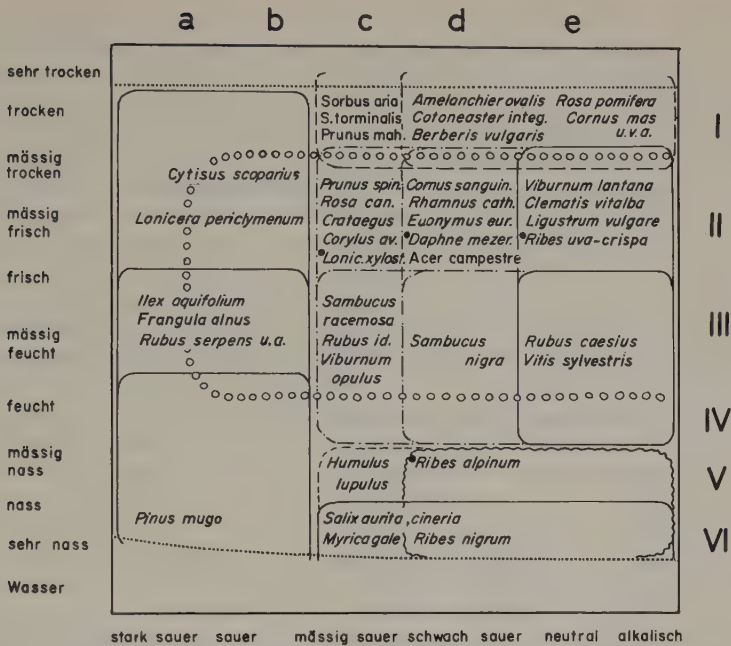 a b c d e
sehr trocken
trocken
mässig
trocken
mässig
frisch
frisch
mässig
feucht
feucht
mässig
nass
nass
sehr nass
Wasser
Sorbus aria
S. torminalis
Prunus mah.
Amelanchier ovalis Rosa pomifera
Cotoneaster integ. Cornus mas
Berberis vulgaris u.v.a.
Cytisus scoparius
Lonicera periclymenum
Prunus spin.
Rosa can.
Crataegus
Corylus av.
Lonic. xylost.
Cornus sanguin.
Rhamnus cath.
Euonymus eur.
Daphne mezer.
Acer campestre
Viburnum lantana
Clematis vitalba
Ligustrum vulgare
Ribes uva-crispa
Ilex aquifolium
Frangula alnus
Rubus serpens u.a.
Sambucus
racemosa
Rubus id.
Viburnum
opulus
Sambucus
nigra
Rubus caesius
Vitis sylvestris
Humulus
lupulus
Ribes alpinum
Pinus mugo
Salix aurita, cineria
Myrica gale
Ribes nigrum
I
II
III
IV
V
VI
stark sauer sauer mässig sauer schwach sauer neutral alkalisch